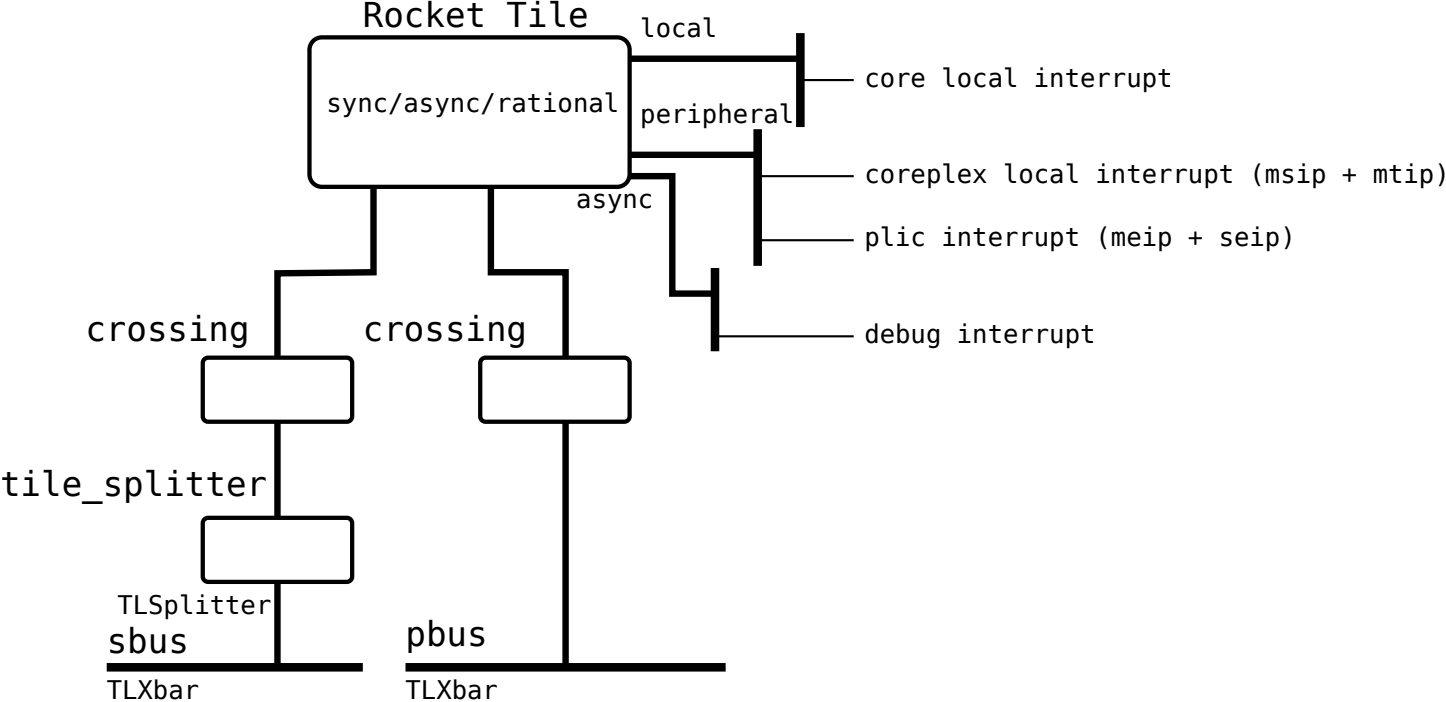 Rocket Tile
local
sync/async/rational
core local interrupt
peripheral
coreplex local interrupt (msip + mtip)
async
plic interrupt (meip + seip)
crossing
crossing
debug interrupt
tile_splitter
TLSplitter
sbus
pbus
TLXbar
TLXbar